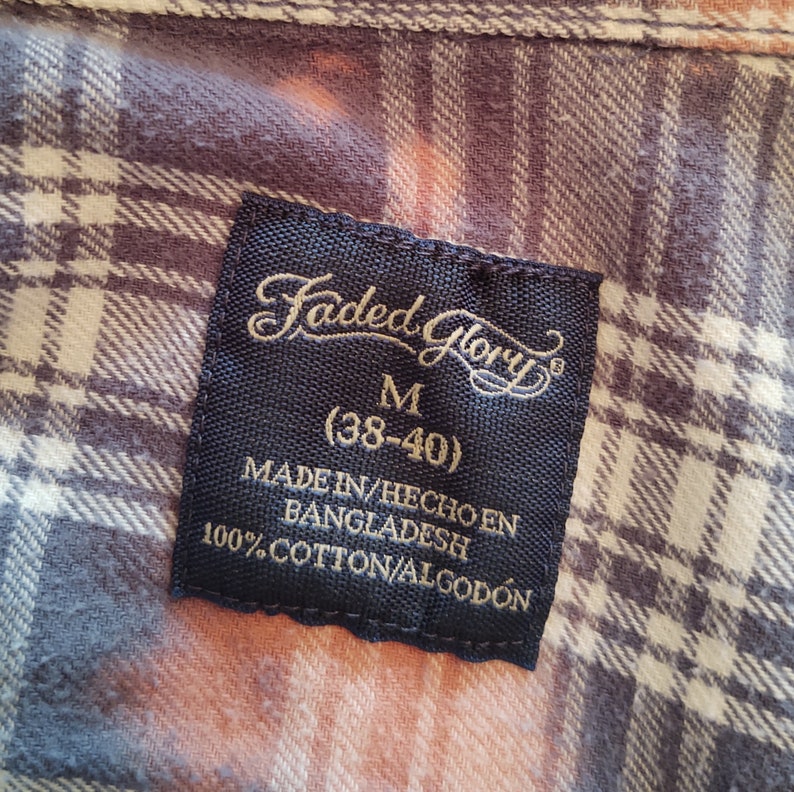 Faded Glory®
M
(38-40)
MADE IN/HECHO EN
BANGLADESH
100% COTTON/ALGODÓN